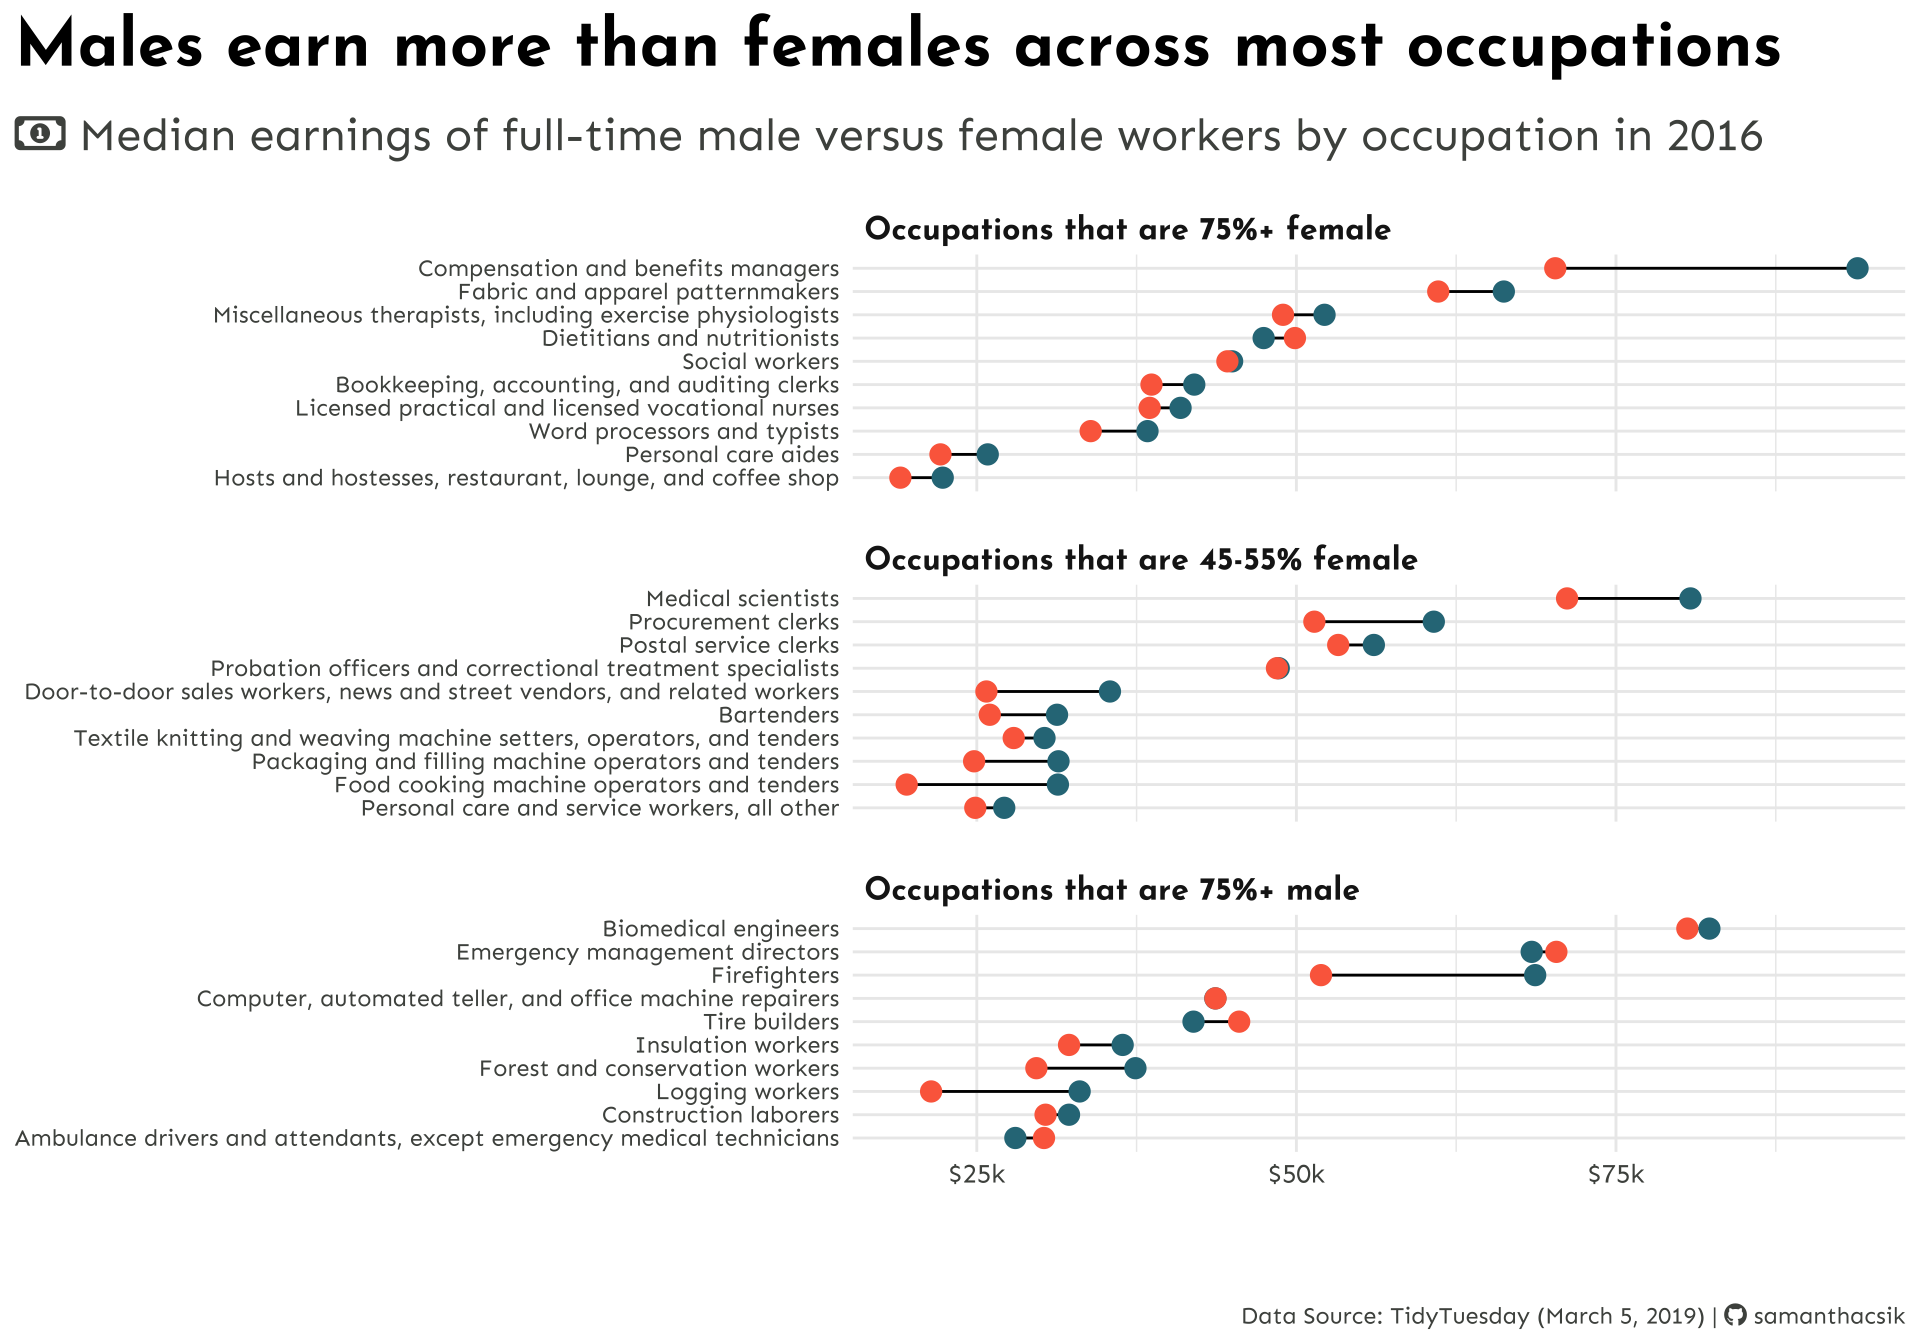 Males earn more than females across most occupations
1 Median earnings of full-time male versus female workers by occupation in 2016
Occupations that are 75%+ female
Compensation and benefits managers
Fabric and apparel patternmakers
Miscellaneous therapists, including exercise physiologists
Dietitians and nutritionists
Social workers
Bookkeeping, accounting, and auditing clerks
Licensed practical and licensed vocational nurses
Word processors and typists
Personal care aides
Hosts and hostesses, restaurant, lounge, and coffee shop
Occupations that are 45-55% female
Medical scientists
Procurement clerks
Postal service clerks
Probation officers and correctional treatment specialists
Door-to-door sales workers, news and street vendors, and related workers
Bartenders
Textile knitting and weaving machine setters, operators, and tenders
Packaging and filling machine operators and tenders
Food cooking machine operators and tenders
Personal care and service workers, all other
Occupations that are 75%+ male
Biomedical engineers
Emergency management directors
Firefighters
Computer, automated teller, and office machine repairers
Tire builders
Insulation workers
Forest and conservation workers
Logging workers
Construction laborers
Ambulance drivers and attendants, except emergency medical technicians
$25k $50k $75k
Data Source: TidyTuesday (March 5, 2019) | samanthacsik